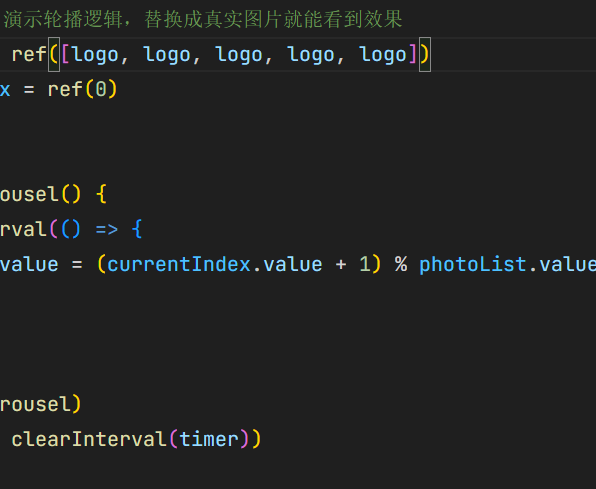 演示轮播逻辑，替换成真实图片就能看到效果
ref([logo, logo, logo, logo, logo])
x = ref(0)
ousel() {
rval(() => {
value = (currentIndex.value + 1) % photoList.value
rousel)
clearInterval(timer))